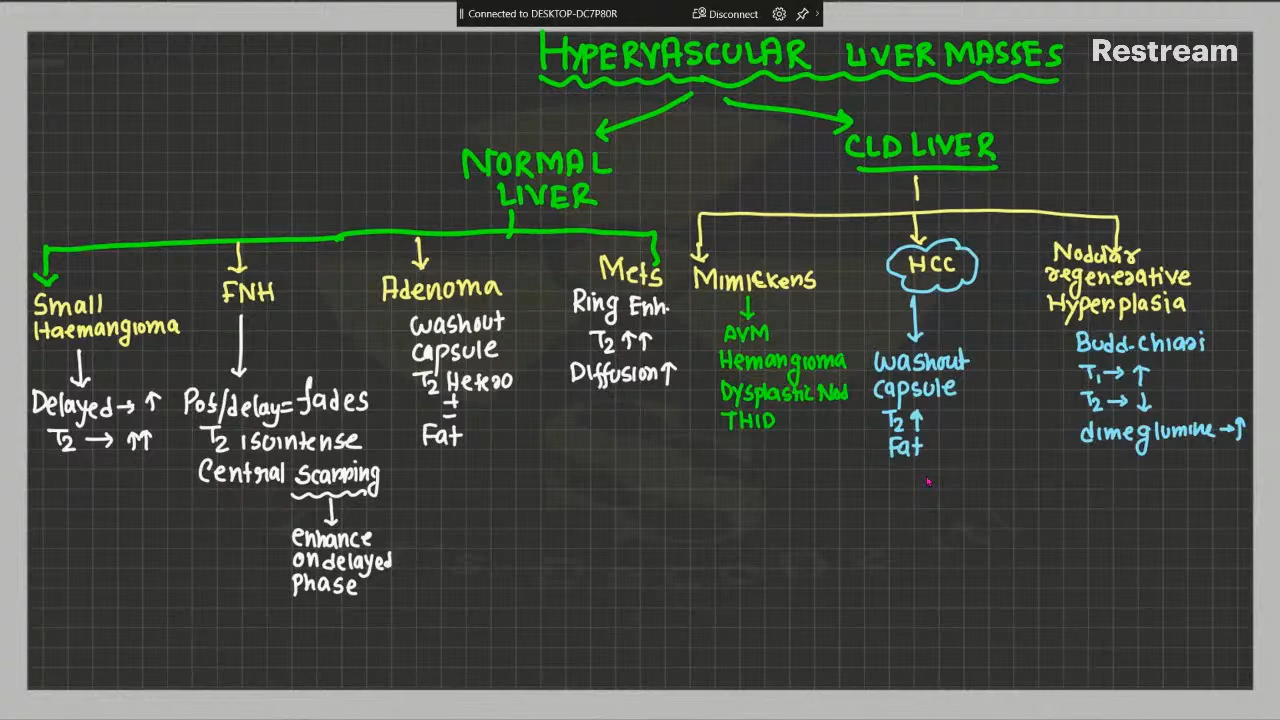 Connected to DESKTOP-DC7P80R
Disconnect
Restream
HYPERVASCULAR LIVER MASSES
NORMAL
LIVER
CLD LIVER
Small
Haemangioma
Delayed → ↑
T2 → ↑↑
FNH
Pos/delay = fades
T2 isointense
Central scarring
enhance
on delayed
phase
Adenoma
washout
capsule
T2 Hetero
±
Fat
Mets
Ring Enh.
T2 ↑↑
Diffusion ↑
Mimickers
AVM
Hemangioma
Dysplastic Nod
THID
HCC
washout
capsule
T2 ↑
Fat
Nodular
regenerative
Hyperplasia
Budd-Chiari
T1 → ↑
T2 → ↓
dimeglumine → ↑